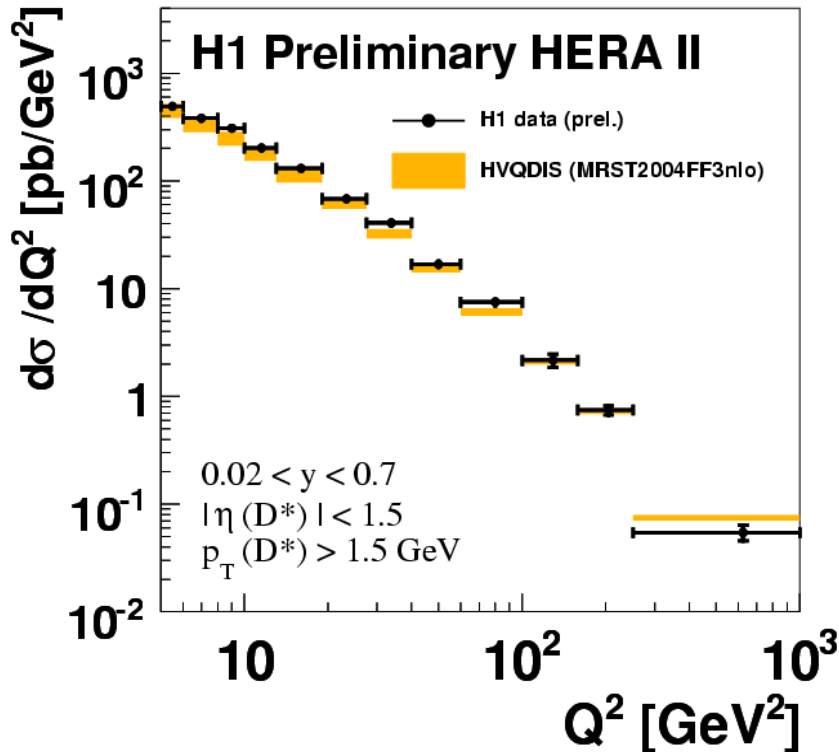 H1 Preliminary HERA II
H1 data (prel.)
HVQDIS (MRST2004FF3nlo)
dσ/dQ² [pb/GeV²]
10³
10²
10
1
10⁻¹
10⁻²
0.02 < y < 0.7
|η(D*)| < 1.5
p_T(D*) > 1.5 GeV
10
10²
10³
Q² [GeV²]